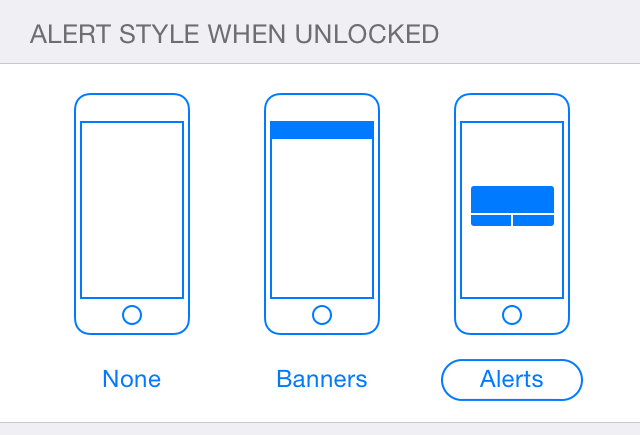 ALERT STYLE WHEN UNLOCKED
None
Banners
Alerts